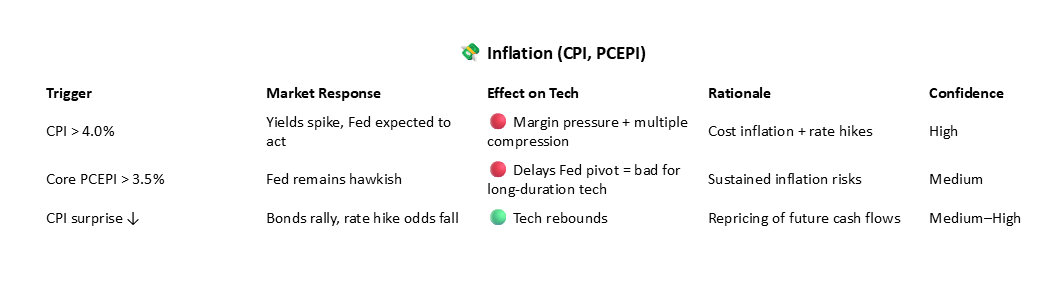 💸 Inflation (CPI, PCEPI)
Trigger Market Response Effect on Tech Rationale Confidence
CPI > 4.0% Yields spike, Fed expected to act 🔴 Margin pressure + multiple compression Cost inflation + rate hikes High
Core PCEPI > 3.5% Fed remains hawkish 🔴 Delays Fed pivot = bad for long-duration tech Sustained inflation risks Medium
CPI surprise ↓ Bonds rally, rate hike odds fall 🟢 Tech rebounds Repricing of future cash flows Medium–High